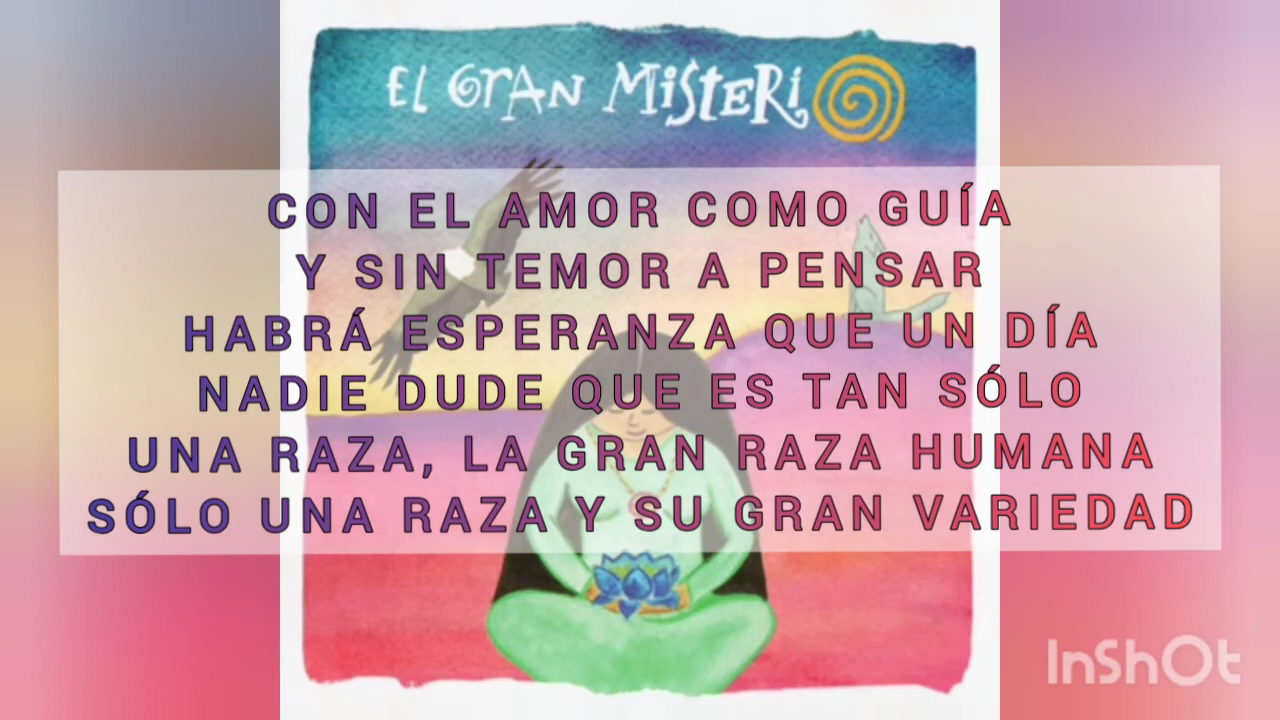 El Gran Misterio
CON EL AMOR COMO GUÍA
Y SIN TEMOR A PENSAR
HABRÁ ESPERANZA QUE UN DÍA
NADIE DUDE QUE ES TAN SÓLO
UNA RAZA, LA GRAN RAZA HUMANA
SÓLO UNA RAZA Y SU GRAN VARIEDAD
InShOt